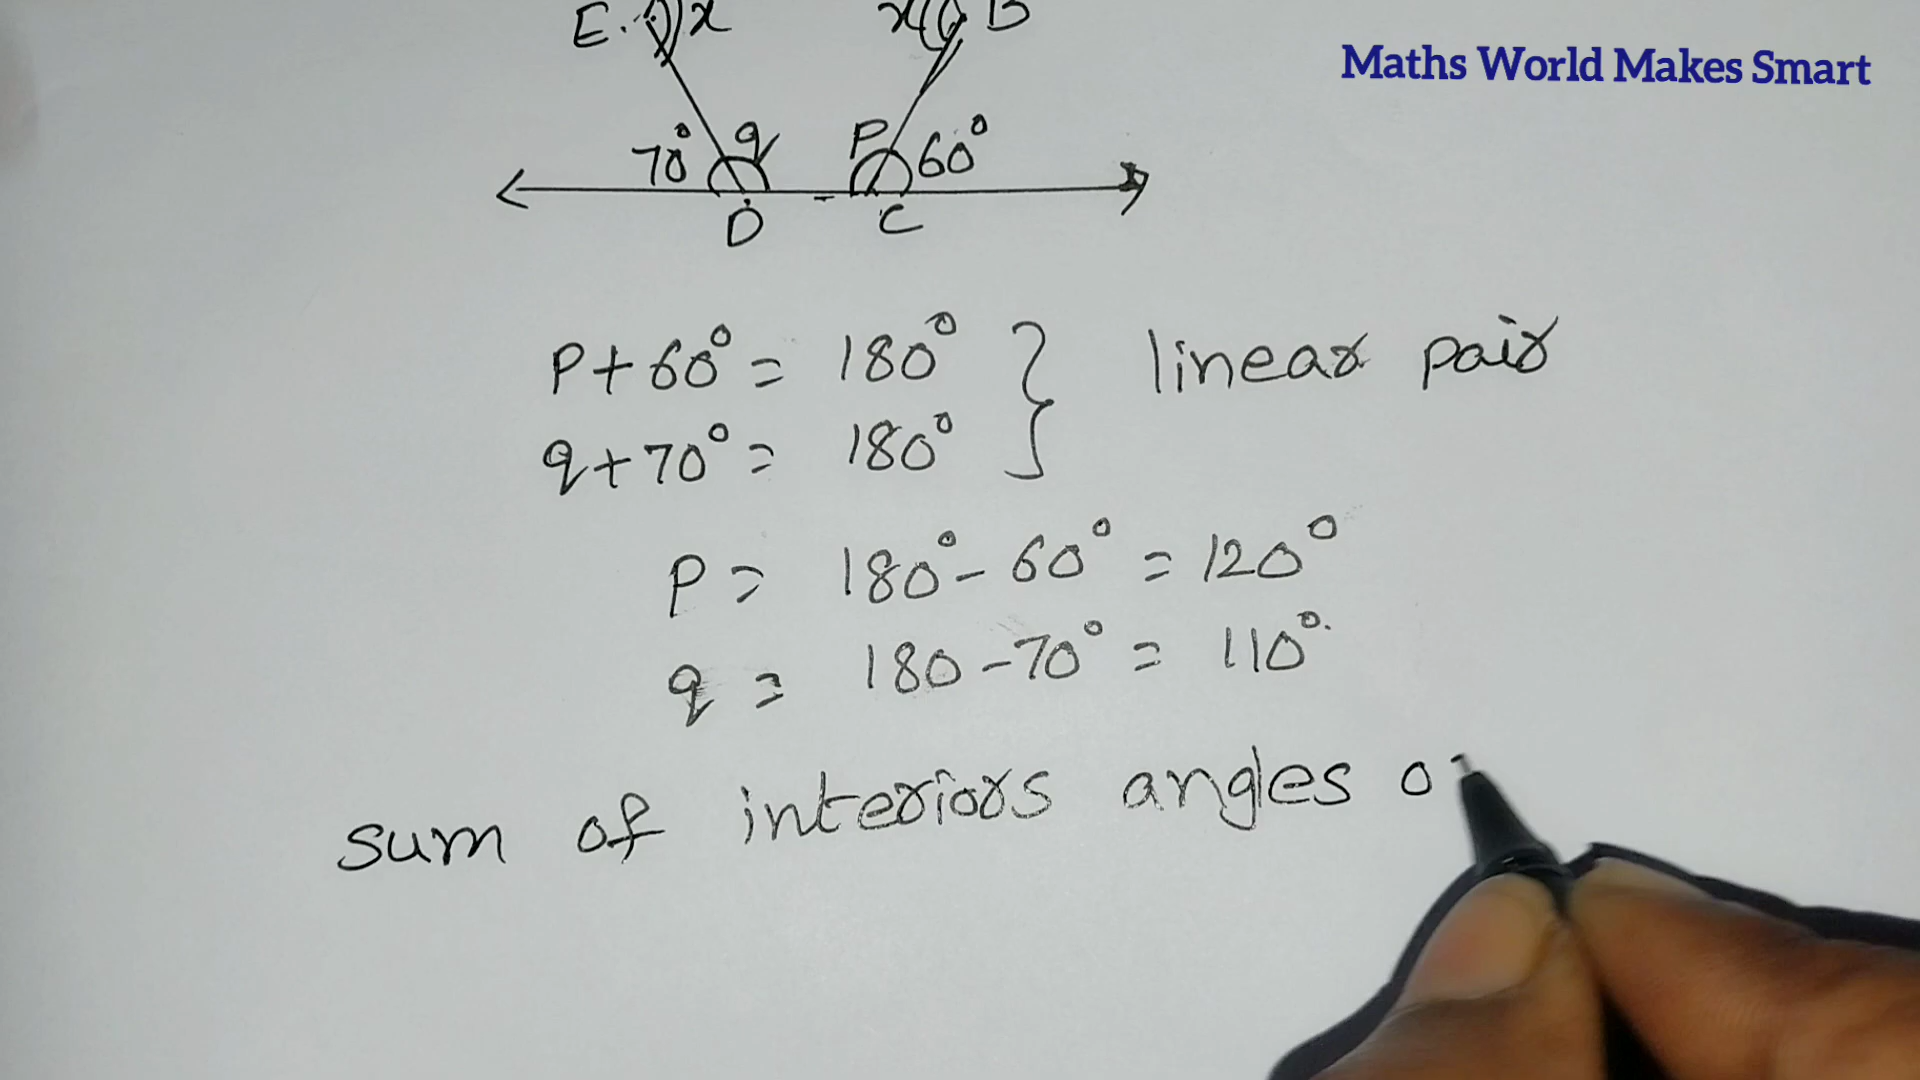 E. x x B
Maths World Makes Smart
70° q P 60°
D C
P + 60° = 180° } linear pair
q + 70° = 180°
P = 180° - 60° = 120°
q = 180 - 70° = 110°.
sum of interiors angles o